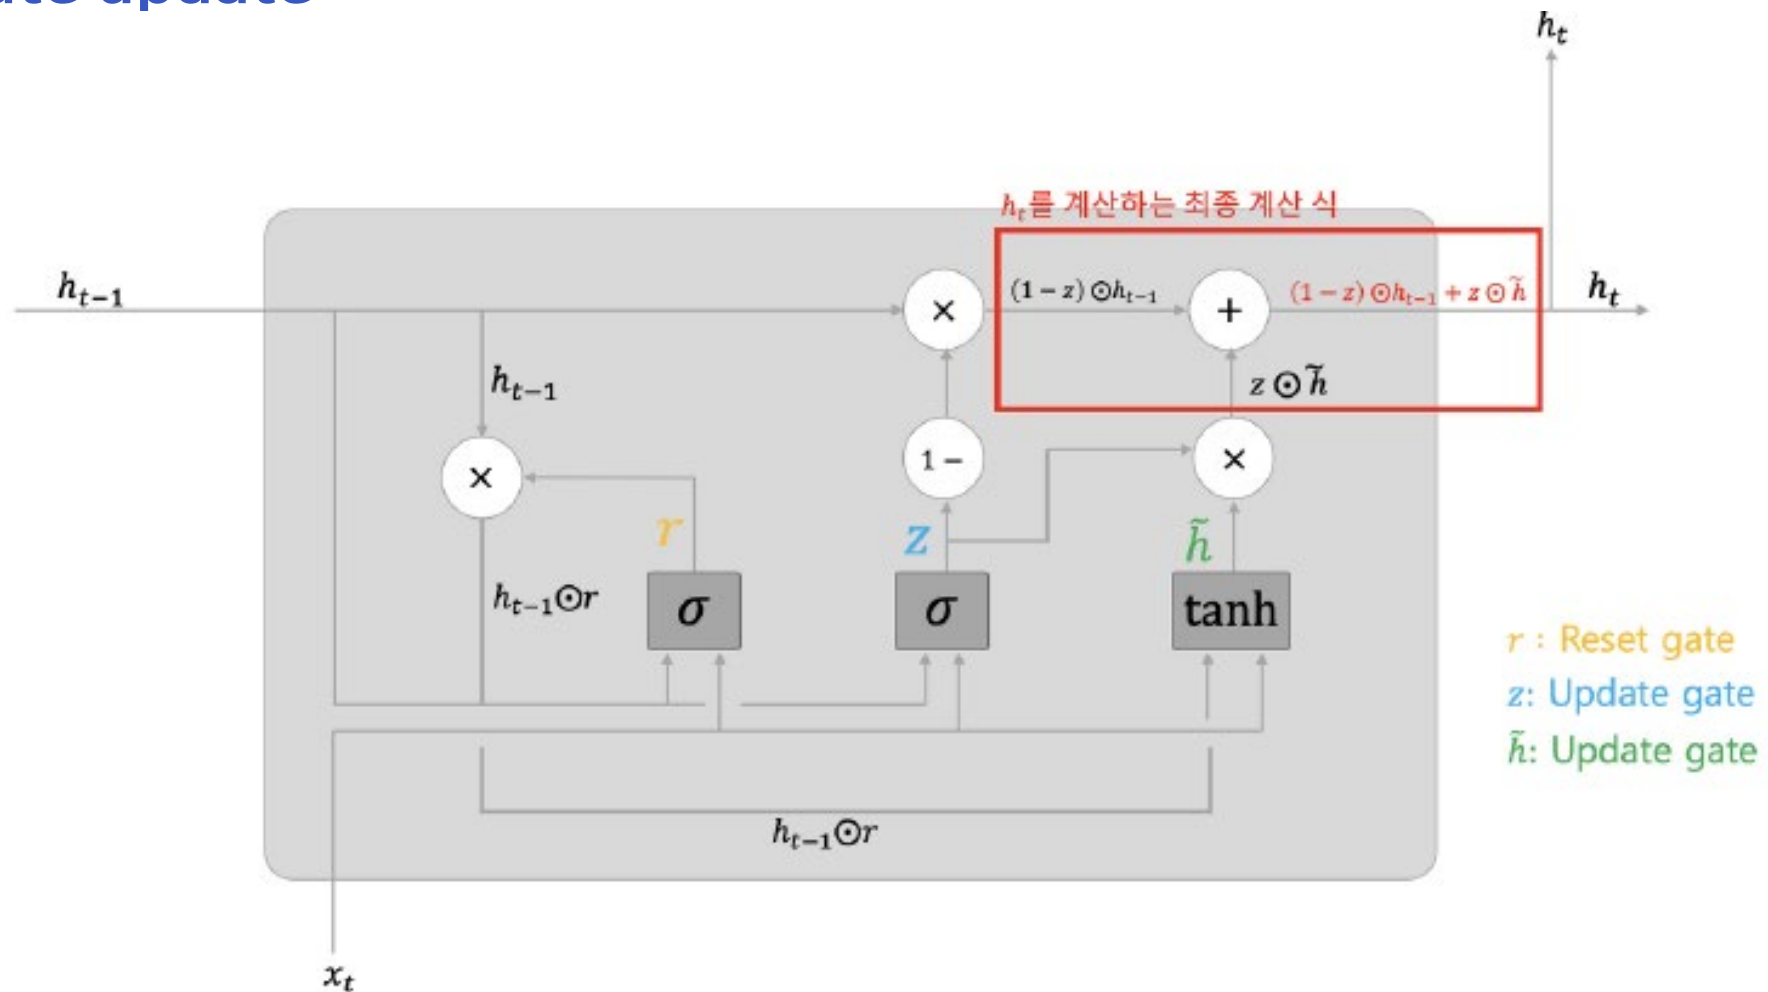 h_t
h_tを 계산하는 최종 계산 식
h_{t-1}
(1 − z) ⊙h_{t-1}
+
(1 − z) ⊙h_{t-1} + z ⊙ h̃
h_t
×
h_{t-1}
z ⊙ h̃
×
1 −
×
r
z
h̃
h_{t-1}⊙r
σ
σ
tanh
r : Reset gate
z: Update gate
h̃: Update gate
h_{t-1}⊙r
x_t